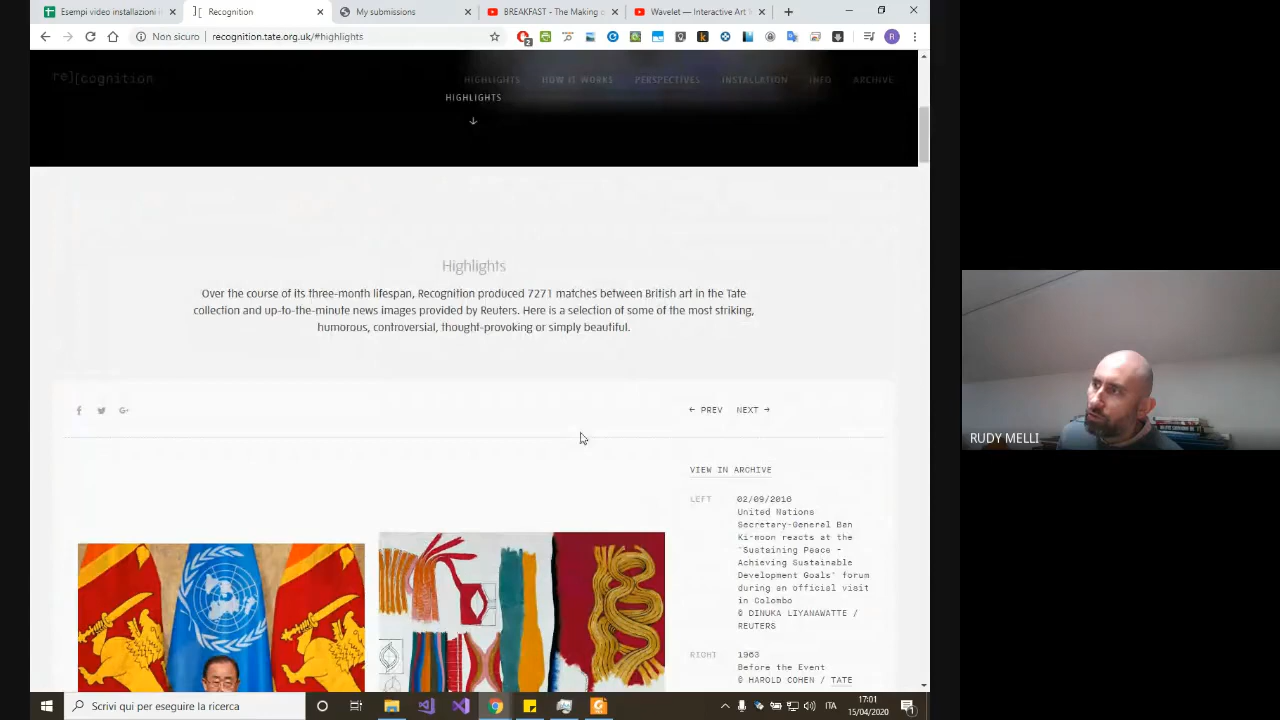 Esempi video installazioni in
Recognition
My submissions
BREAKFAST - The Making o
Wavelet — Interactive Art
Non sicuro
recognition.tate.org.uk/#highlights
2
R
re][cognition
HIGHLIGHTS
HOW IT WORKS
PERSPECTIVES
INSTALLATION
INFO
ARCHIVE
HIGHLIGHTS
Highlights
Over the course of its three-month lifespan, Recognition produced 7271 matches between British art in the Tate
collection and up-to-the-minute news images provided by Reuters. Here is a selection of some of the most striking,
humorous, controversial, thought-provoking or simply beautiful.
← PREV NEXT →
VIEW IN ARCHIVE
LEFT 02/09/2016
United Nations
Secretary-General Ban
Ki-moon reacts at the
'Sustaining Peace -
Achieving Sustainable
Development Goals' forum
during an official visit
in Colombo
© DINUKA LIYANAWATTE /
REUTERS
RIGHT 1963
Before the Event
© HAROLD COHEN / TATE
RUDY MELLI
Scrivi qui per eseguire la ricerca
ITA
17:01
15/04/2020
1